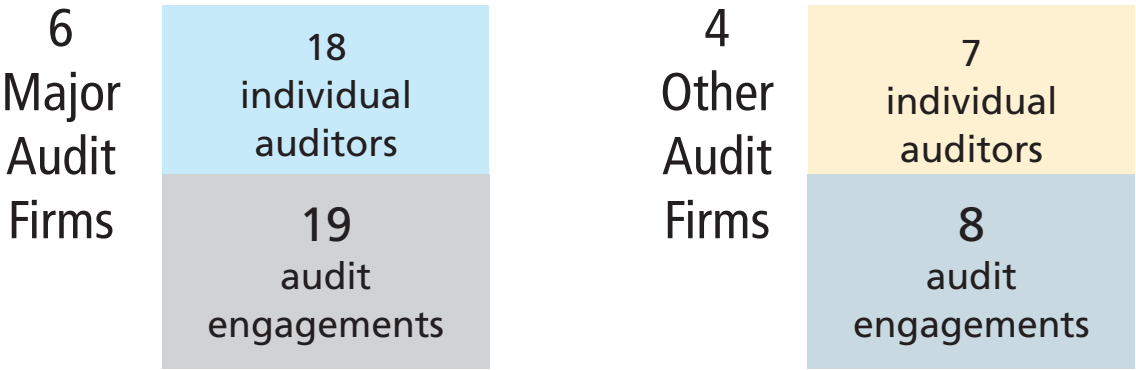 6
Major
Audit
Firms
18
individual
auditors
19
audit
engagements
4
Other
Audit
Firms
7
individual
auditors
8
audit
engagements